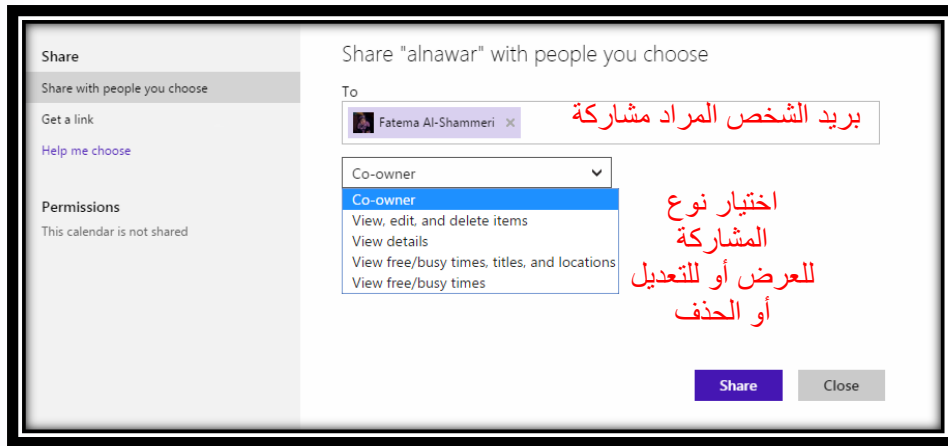 Share
Share with people you choose
Get a link
Help me choose
Permissions
This calendar is not shared
Share "alnawar" with people you choose
To
Fatema Al-Shammeri ×
بريد الشخص المراد مشاركة
Co-owner
Co-owner
View, edit, and delete items
View details
View free/busy times, titles, and locations
View free/busy times
اختيار نوع
المشاركة
للعرض أو للتعديل
أو الحذف
Share
Close